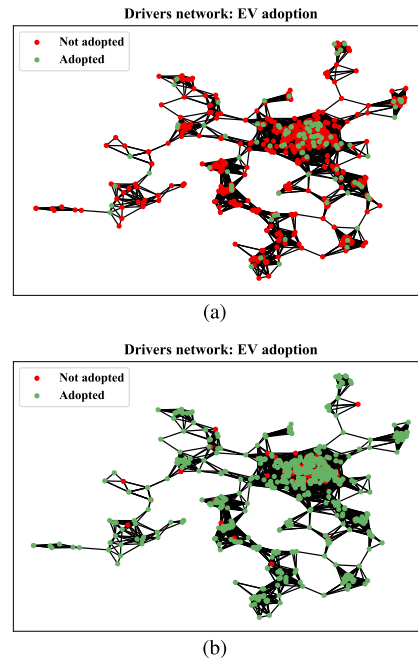 Drivers network: EV adoption
Not adopted
Adopted
(a)
Drivers network: EV adoption
Not adopted
Adopted
(b)